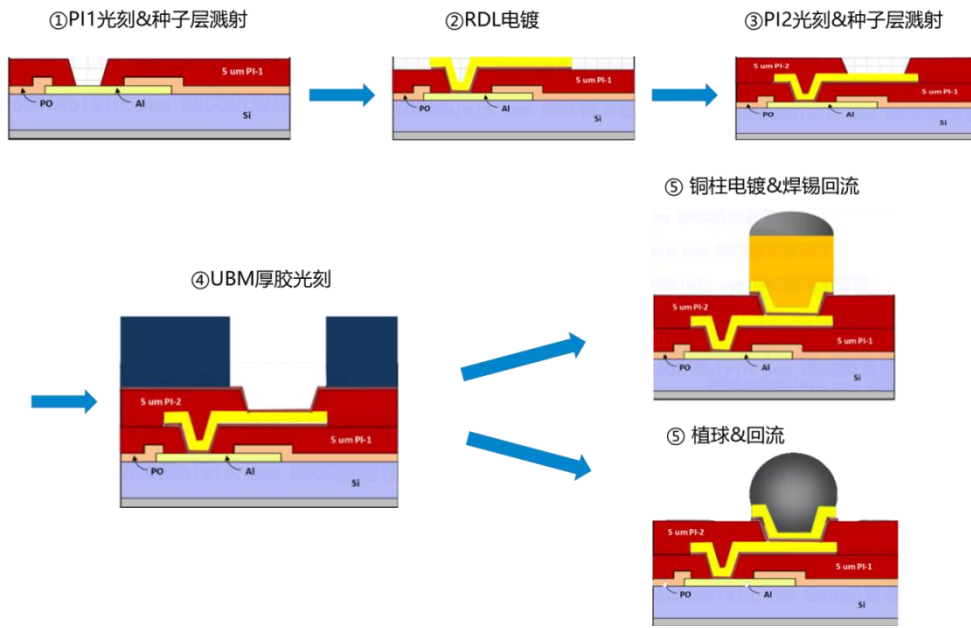 ①PI1光刻&种子层溅射
5 um PI-1
PO
Al
Si
②RDL电镀
5 um PI-1
PO
Al
Si
③PI2光刻&种子层溅射
5 um PI-2
5 um PI-1
PO
Al
Si
④UBM厚胶光刻
5 um PI-2
5 um PI-1
PO
Al
Si
⑤ 铜柱电镀&焊锡回流
5 um PI-2
5 um PI-1
PO
Al
Si
⑤ 植球&回流
5 um PI-2
5 um PI-1
PO
Al
Si